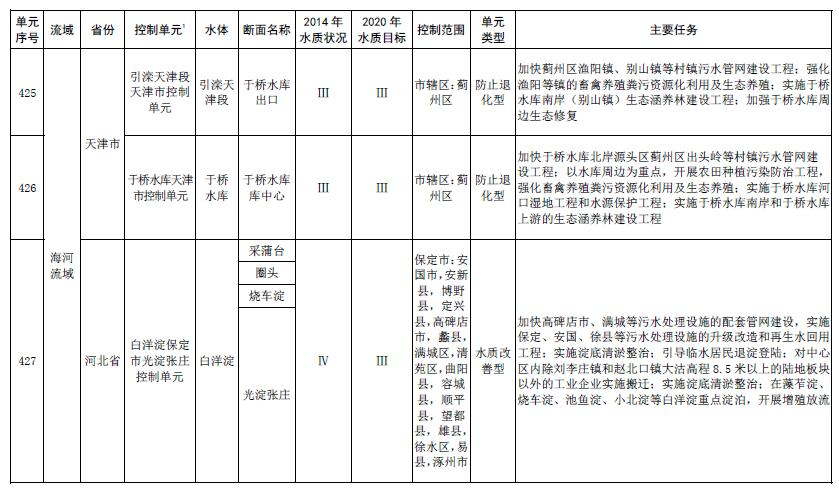 单元序号 流域 省份 控制单元¹ 水体 断面名称 2014年水质状况 2020年水质目标 控制范围 单元类型 主要任务
海河流域
天津市
425
引滦天津段天津市控制单元
引滦天津段
于桥水库出口
III
III
市辖区:蓟州区
防止退化型
加快蓟州区渔阳镇、别山镇等村镇污水管网建设工程；强化
渔阳等镇的畜禽养殖粪污资源化利用及生态养殖；实施于桥
水库南岸（别山镇）生态涵养林建设工程；加强于桥水库周
边生态修复
426
于桥水库天津市控制单元
于桥水库
于桥水库库中心
III
III
市辖区:蓟州区
防止退化型
加快于桥水库北岸源头区蓟州区出头岭等村镇污水管网建
设工程；以水库周边为重点，开展农田种植污染防治工程，
强化畜禽养殖粪污资源化利用及生态养殖；实施于桥水库河
口湿地工程和水源保护工程；实施于桥水库南岸和于桥水库
上游的生态涵养林建设工程
427
河北省
白洋淀保定市光淀张庄控制单元
白洋淀
采蒲台
圈头
烧车淀
光淀张庄
IV
III
保定市:安
国市,安新
县,博野
县,定兴
县,高碑店
市,蠡县,
满城区,清
苑区,曲阳
县,容城
县,顺平
县,望都
县,雄县,
徐水区,易
县,涿州市
水质改善型
加快高碑店市、满城等污水处理设施的配套管网建设，实施
保定、安国、徐县等污水处理设施的升级改造和再生水回用
工程；实施淀底清淤整治；引导临水居民退淀登陆；对中心
区内除刘李庄镇和赵北口镇大沽高程8.5米以上的陆地板块
以外的工业企业实施搬迁；实施淀底清淤整治；在藻苲淀、
烧车淀、池鱼淀、小北淀等白洋淀重点淀泊，开展增殖放流